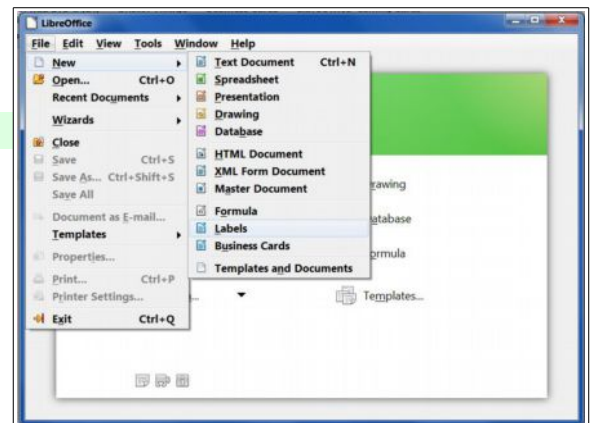 LibreOffice
File Edit View Tools Window Help
New
Open... Ctrl+O
Recent Documents
Wizards
Close
Save Ctrl+S
Save As... Ctrl+Shift+S
Save All
Document as E-mail...
Templates
Properties...
Print... Ctrl+P
Printer Settings...
Exit Ctrl+Q
Text Document Ctrl+N
Spreadsheet
Presentation
Drawing
Database
HTML Document
XML Form Document
Master Document
Formula
Labels
Business Cards
Templates and Documents
rawing
atabase
ormula
Templates...